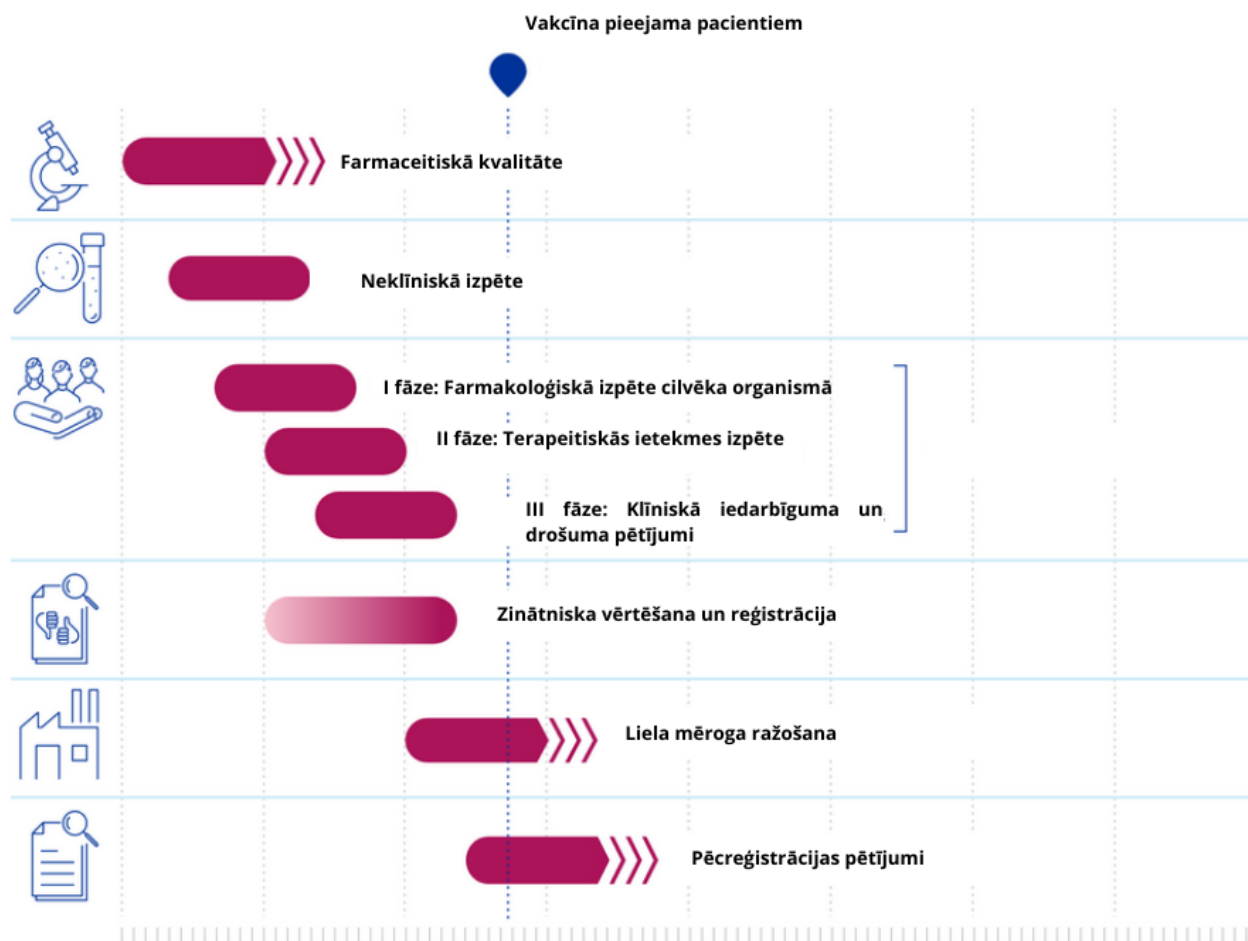 Vakcīna pieejama pacientiem
Farmaceitiskā kvalitāte
Neklīniskā izpēte
I fāze: Farmakoloģiskā izpēte cilvēka organismā
II fāze: Terapeitiskās ietekmes izpēte
III fāze: Klīniskā iedarbīguma un
drošuma pētījumi
Zinātniska vērtēšana un reģistrācija
Liela mēroga ražošana
Pēcreģistrācijas pētījumi